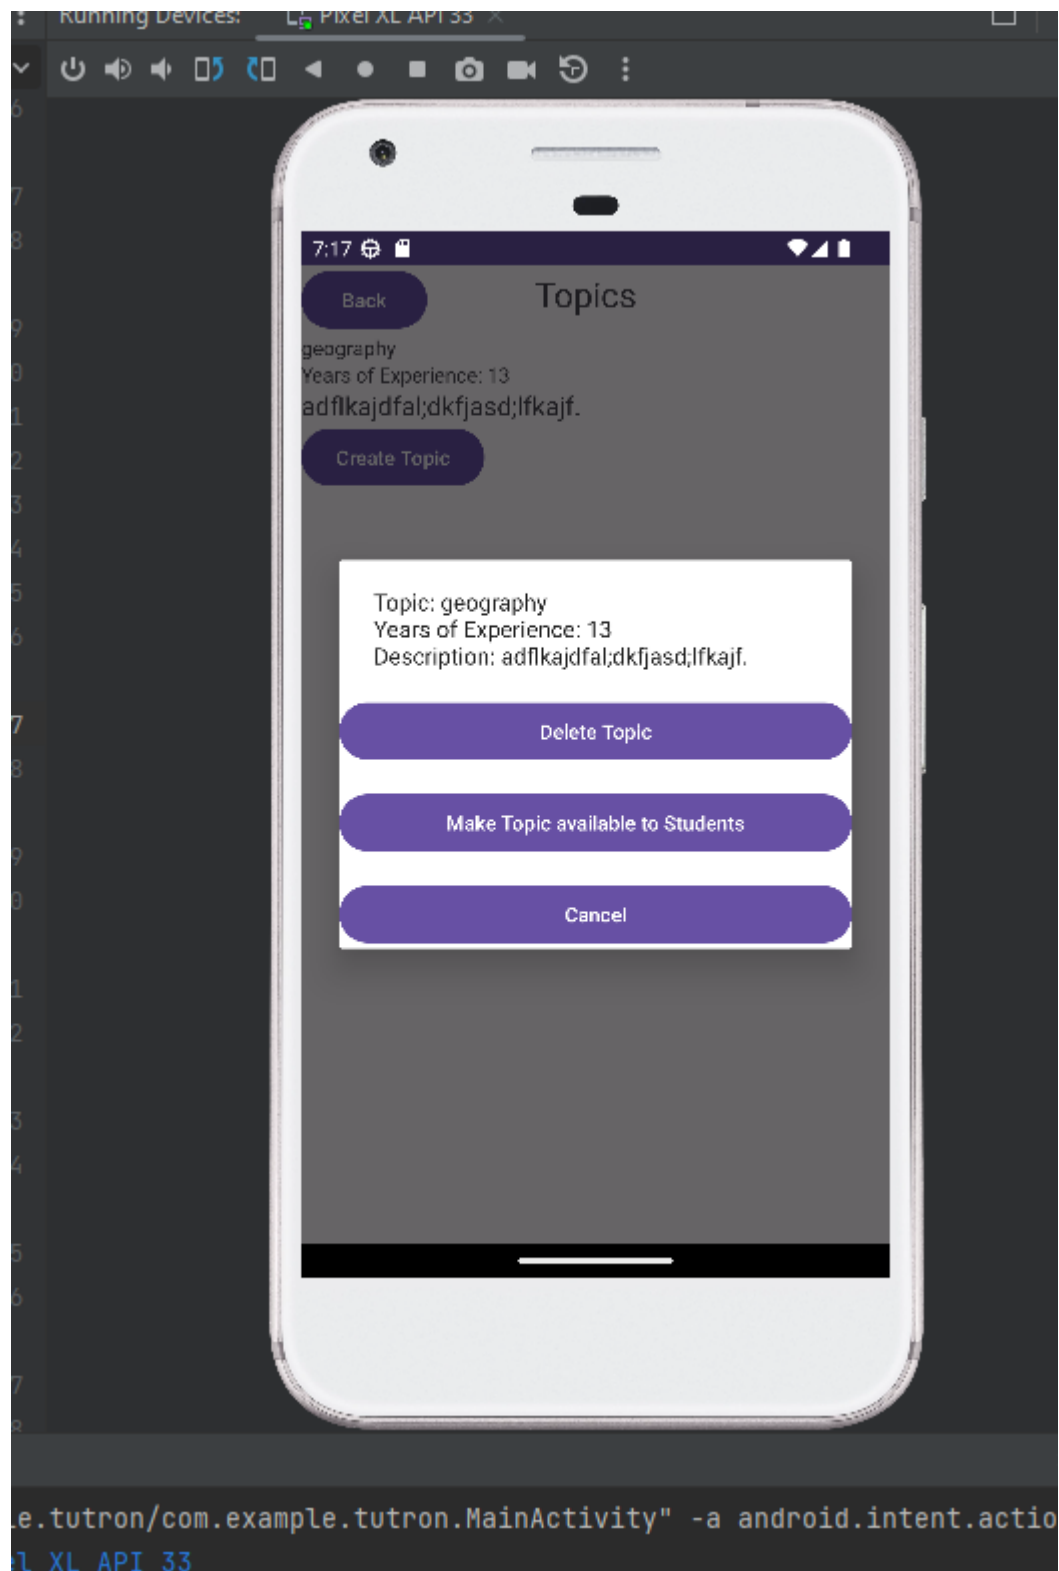 Running Devices: Pixel XL API 33
7:17
Back
Topics
geography
Years of Experience: 13
adflkajdfal;dkfjasd;lfkajf.
Create Topic
Topic: geography
Years of Experience: 13
Description: adflkajdfal;dkfjasd;lfkajf.
Delete Topic
Make Topic available to Students
Cancel
le.tutron/com.example.tutron.MainActivity" -a android.intent.actio
el XL API 33